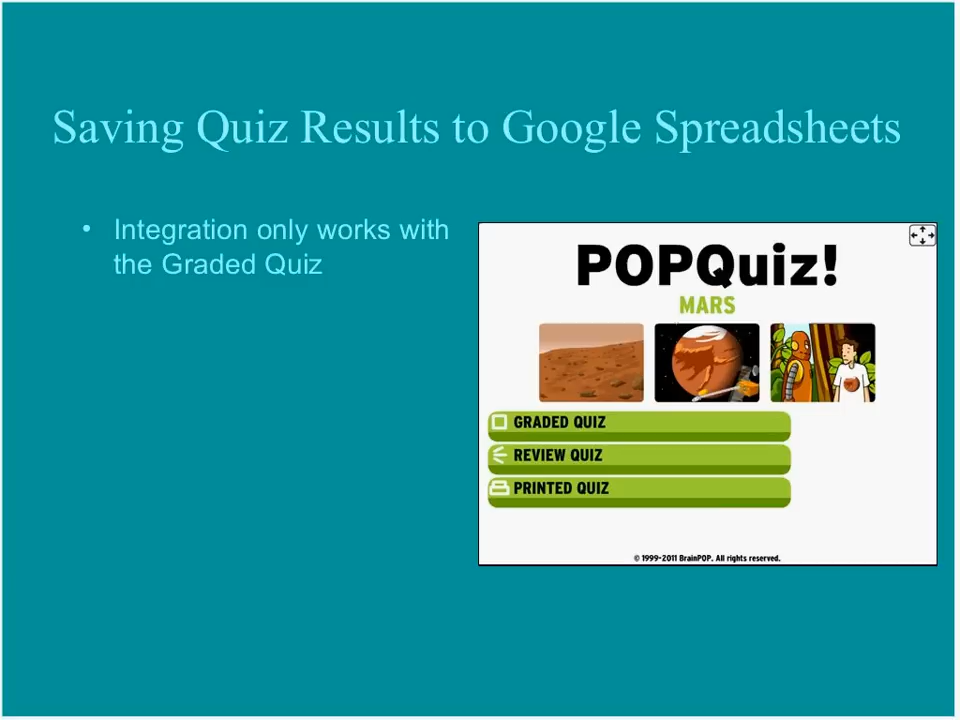 Saving Quiz Results to Google Spreadsheets
• Integration only works with
the Graded Quiz
POPQuiz!
MARS
GRADED QUIZ
REVIEW QUIZ
PRINTED QUIZ
© 1999-2011 BrainPOP. All rights reserved.